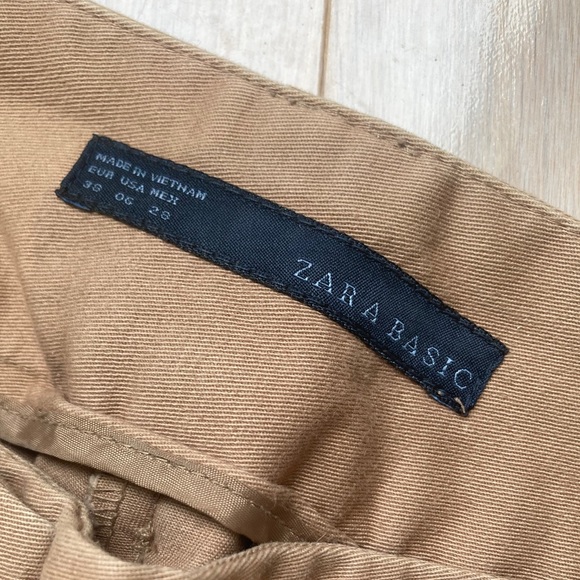 MADE IN VIETNAM
EUR USA MEX
38 06 28
ZARA BASIC